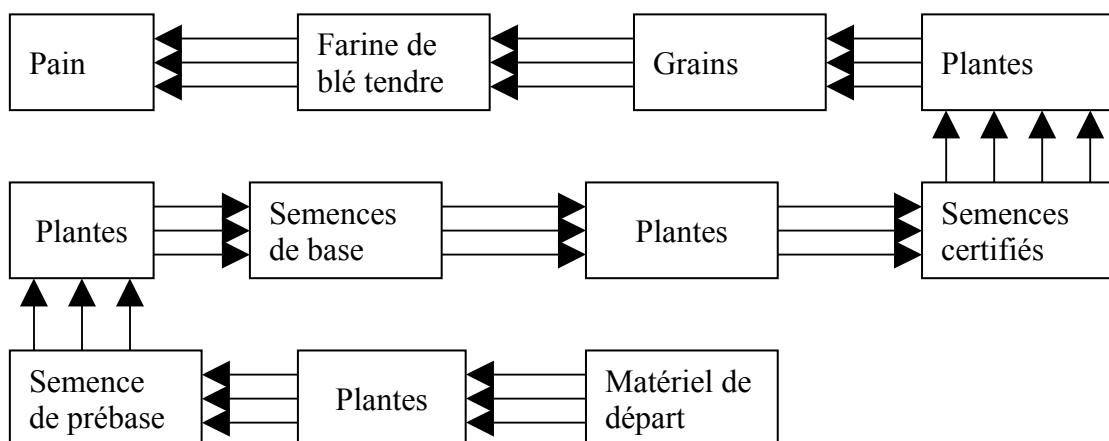 Pain
Farine de
blé tendre
Grains
Plantes
Plantes
Semences
de base
Plantes
Semences
certifiés
Semence
de prébase
Plantes
Matériel de
départ